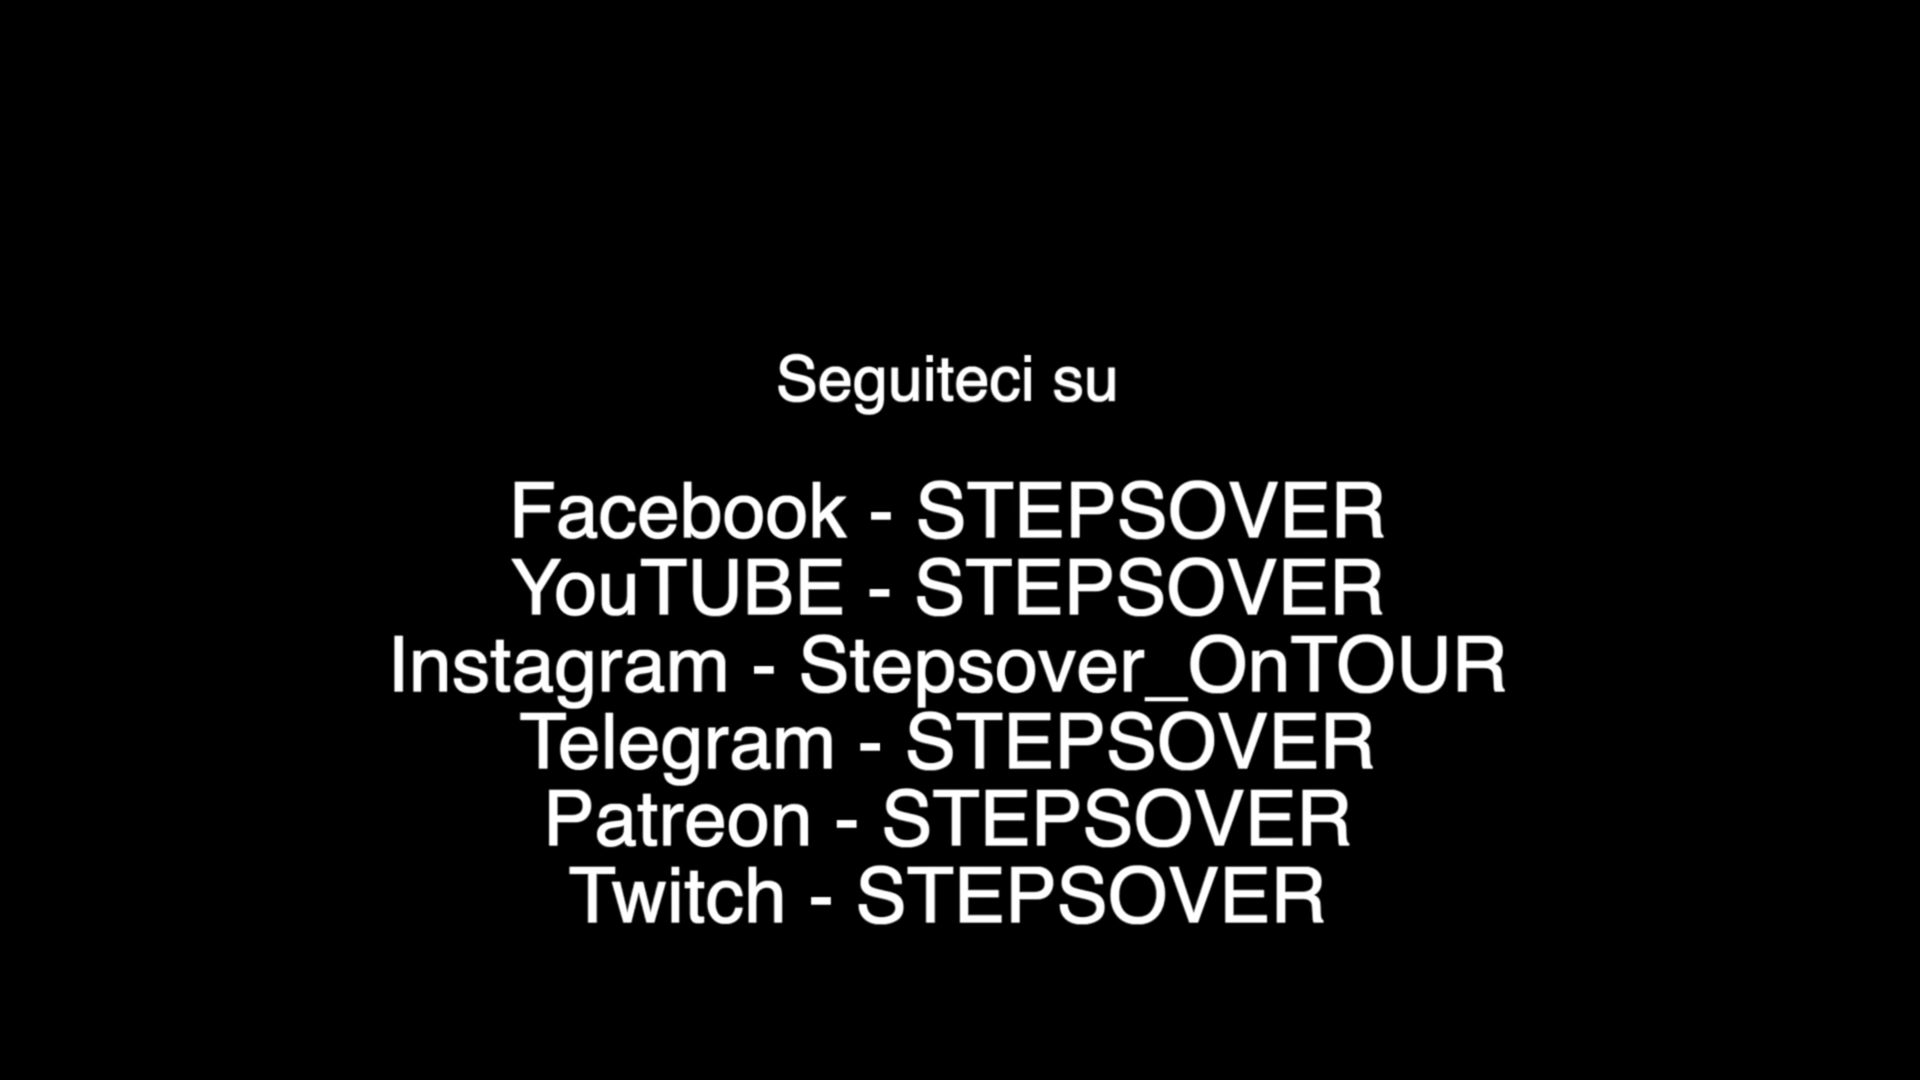 Seguiteci su
Facebook - STEPSOVER
YouTUBE - STEPSOVER
Instagram - Stepsover_OnTOUR
Telegram - STEPSOVER
Patreon - STEPSOVER
Twitch - STEPSOVER